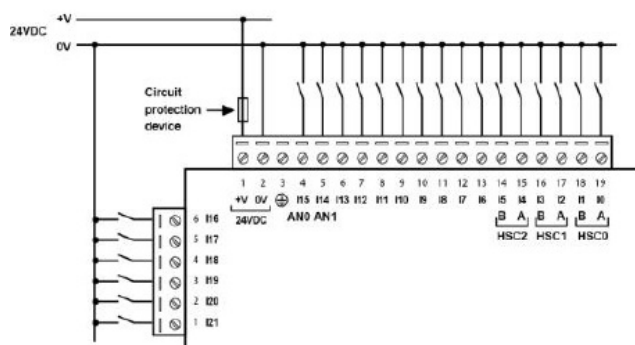 +V
24VDC
0V
Circuit
protection
device
1 2 3 4 5 6 7 8 9 10 11 12 13 14 15 16 17 18 19
+V 0V I15 I14 I13 I12 I11 I10 I9 I8 I7 I6 I5 I4 I3 I2 I1 I0
24VDC AN0 AN1 B A B A B A
HSC2 HSC1 HSC0
6 I16
5 I17
4 I18
3 I19
2 I20
1 I21